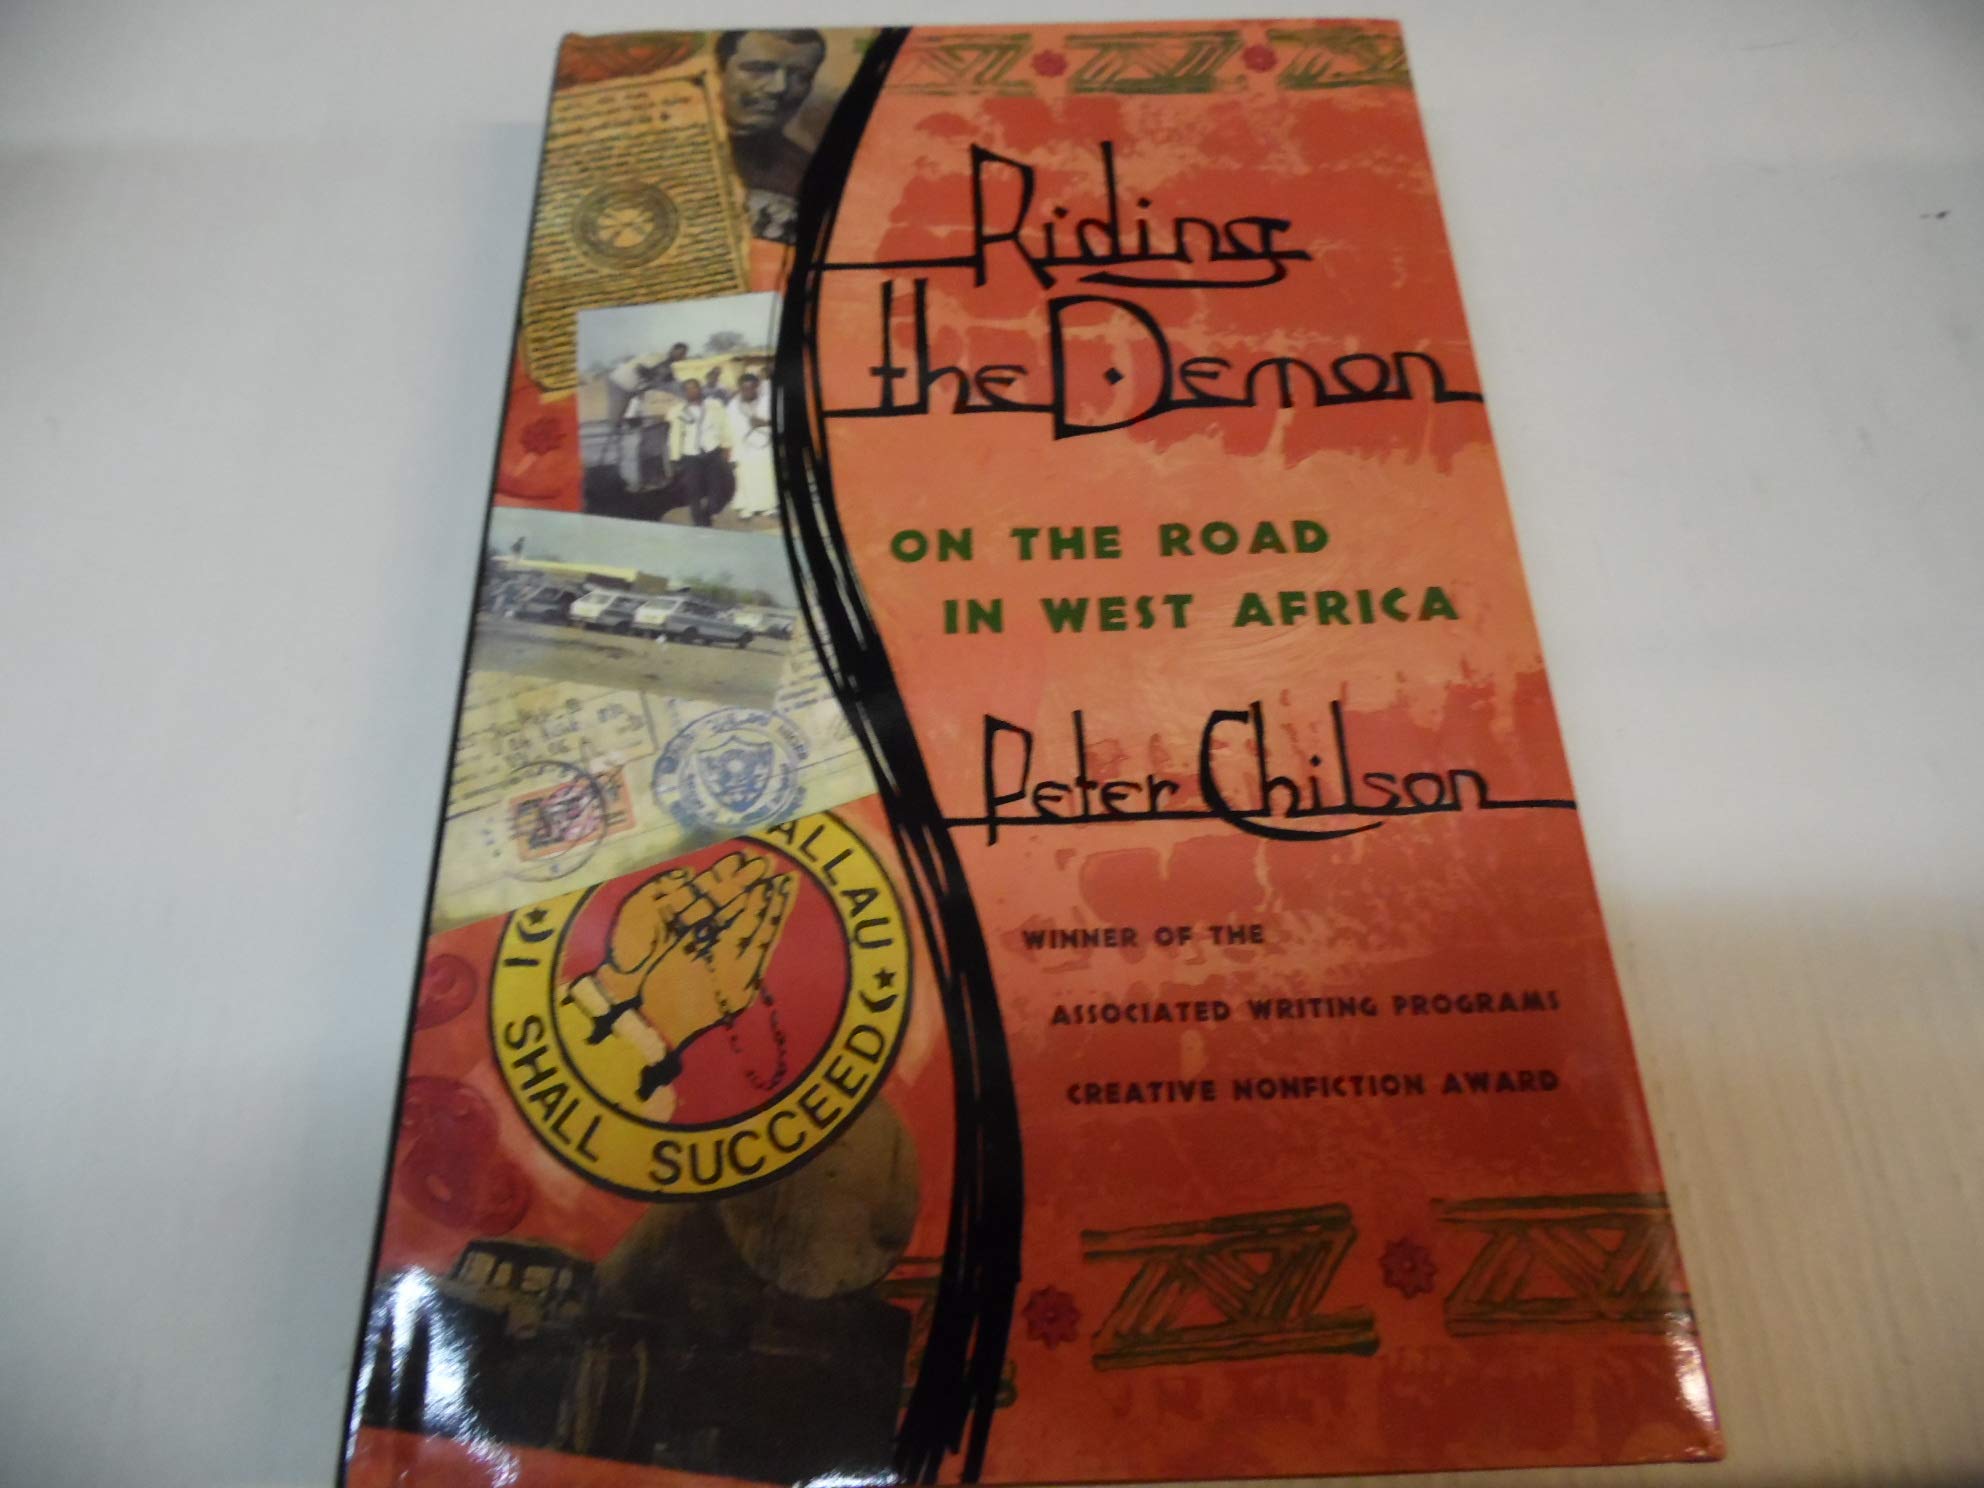 Riding
the Demon
ON THE ROAD
IN WEST AFRICA
Peter Chilson
WINNER OF THE
ASSOCIATED WRITING PROGRAMS
CREATIVE NONFICTION AWARD
ALLAU
I SHALL SUCCEED